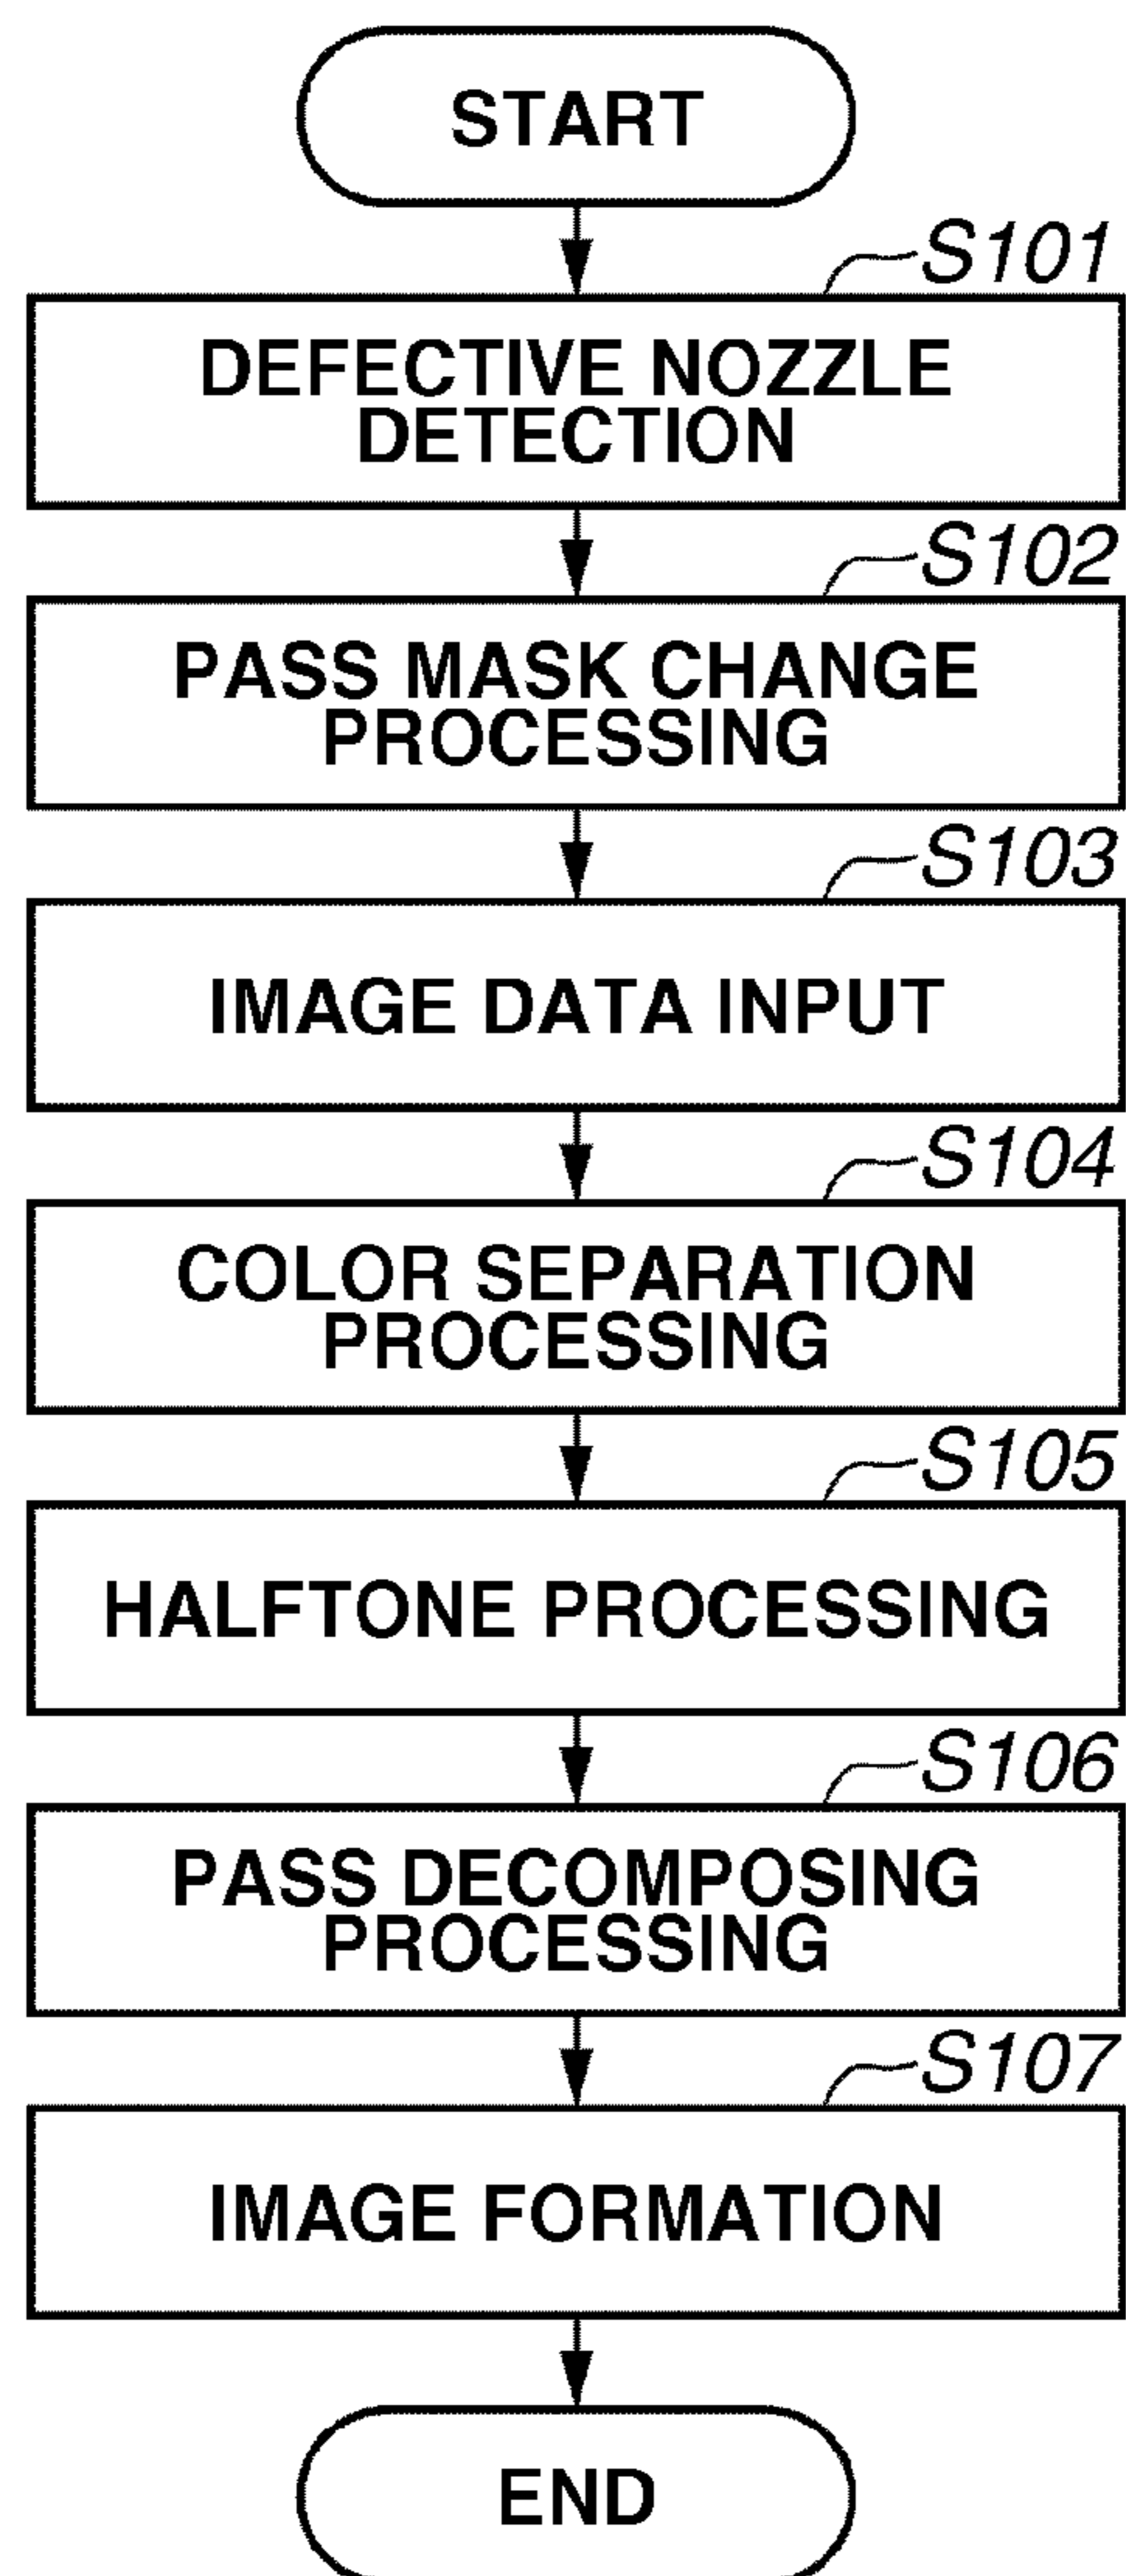 START
S101
DEFECTIVE NOZZLE
DETECTION
S102
PASS MASK CHANGE
PROCESSING
S103
IMAGE DATA INPUT
S104
COLOR SEPARATION
PROCESSING
S105
HALFTONE PROCESSING
S106
PASS DECOMPOSING
PROCESSING
S107
IMAGE FORMATION
END